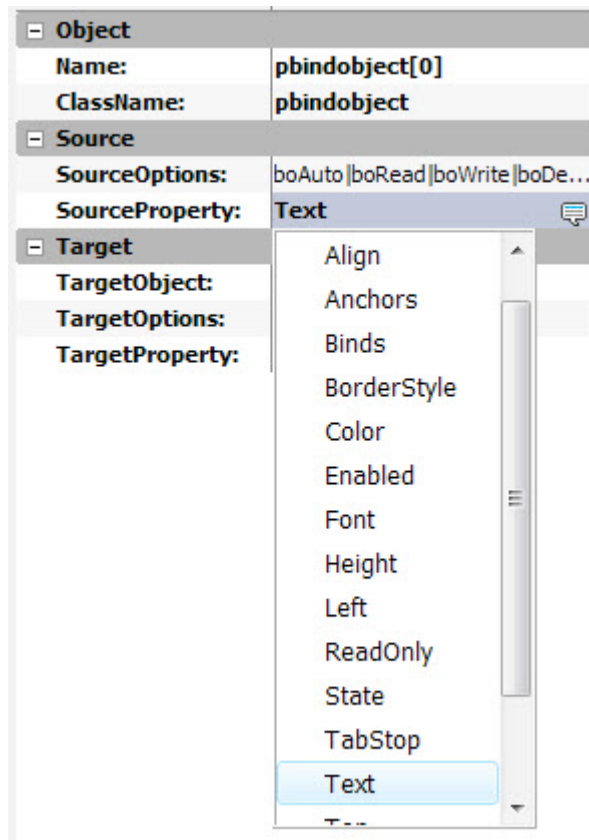 Object
Name: pbindobject[0]
ClassName: pbindobject
Source
SourceOptions: boAuto|boRead|boWrite|boDe...
SourceProperty: Text
Target
TargetObject:
TargetOptions:
TargetProperty:
Align
Anchors
Binds
BorderStyle
Color
Enabled
Font
Height
Left
ReadOnly
State
TabStop
Text